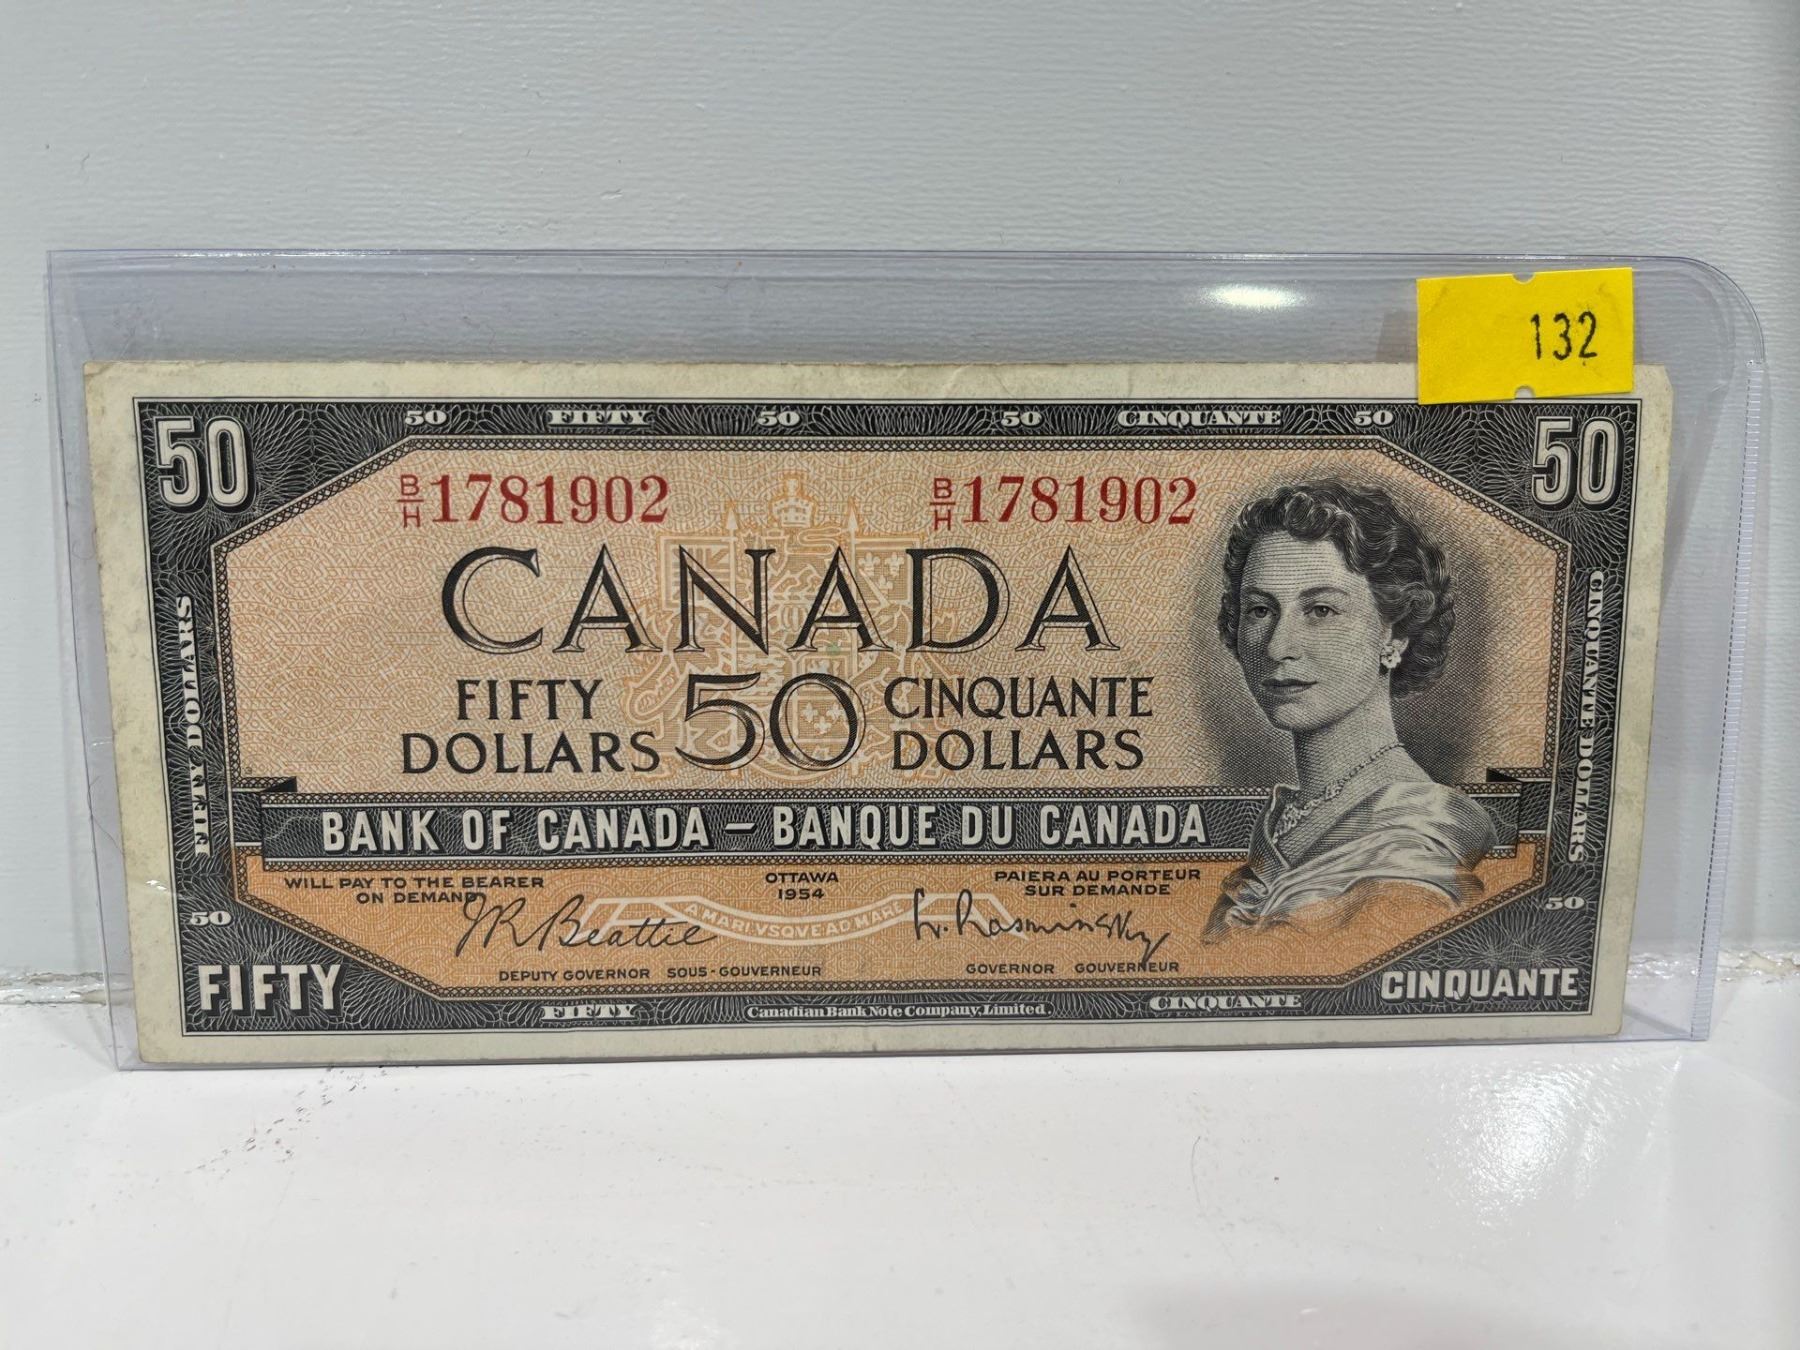 132
50 FIFTY 50 50 CINQUANTE 50
50 50
B/H 1781902 B/H 1781902
CANADA
FIFTY DOLLARS 50 CINQUANTE DOLLARS
FIFTY DOLLARS
CINQUANTE DOLLARS
BANK OF CANADA – BANQUE DU CANADA
WILL PAY TO THE BEARER
ON DEMAND
OTTAWA
1954
PAIERA AU PORTEUR
SUR DEMANDE
50 50
J.R. Beattie
A MARI VSQVE AD MARE
L. Rasminsky
DEPUTY GOVERNOR SOUS-GOUVERNEUR
GOVERNOR GOUVERNEUR
FIFTY CINQUANTE
FIFTY Canadian Bank Note Company, Limited. CINQUANTE